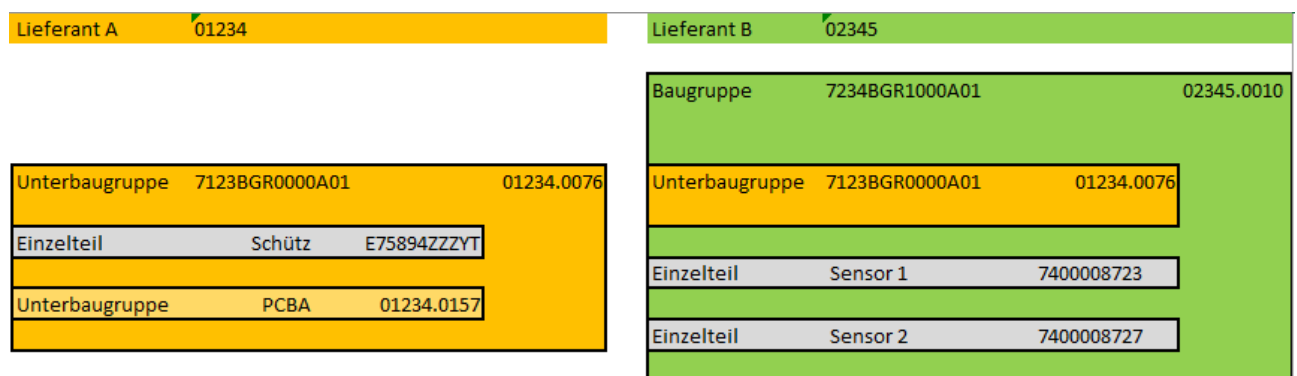 Lieferant A 01234
Unterbaugruppe 7123BGR0000A01 01234.0076
Einzelteil Schütz E75894ZZZYT
Unterbaugruppe PCBA 01234.0157
Lieferant B 02345
Baugruppe 7234BGR1000A01 02345.0010
Unterbaugruppe 7123BGR0000A01 01234.0076
Einzelteil Sensor 1 7400008723
Einzelteil Sensor 2 7400008727